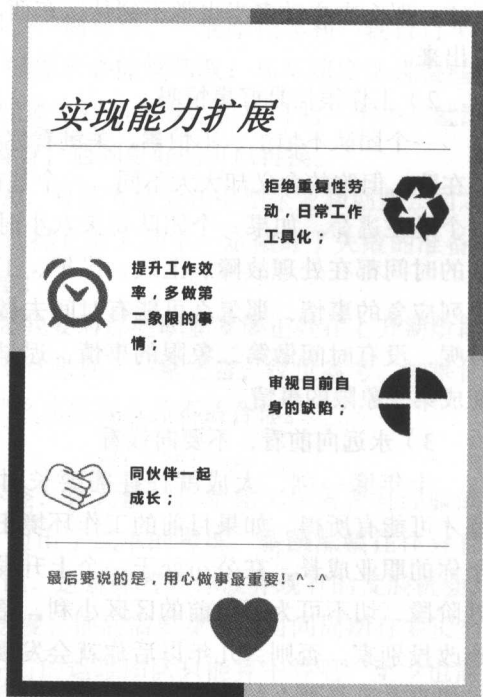 实现能力扩展
拒绝重复性劳
动，日常工作
工具化；
提升工作效
率，多做第
二象限的事
情；
审视目前自
身的缺陷；
同伙伴一起
成长；
最后要说的是，用心做事最重要! ^_^